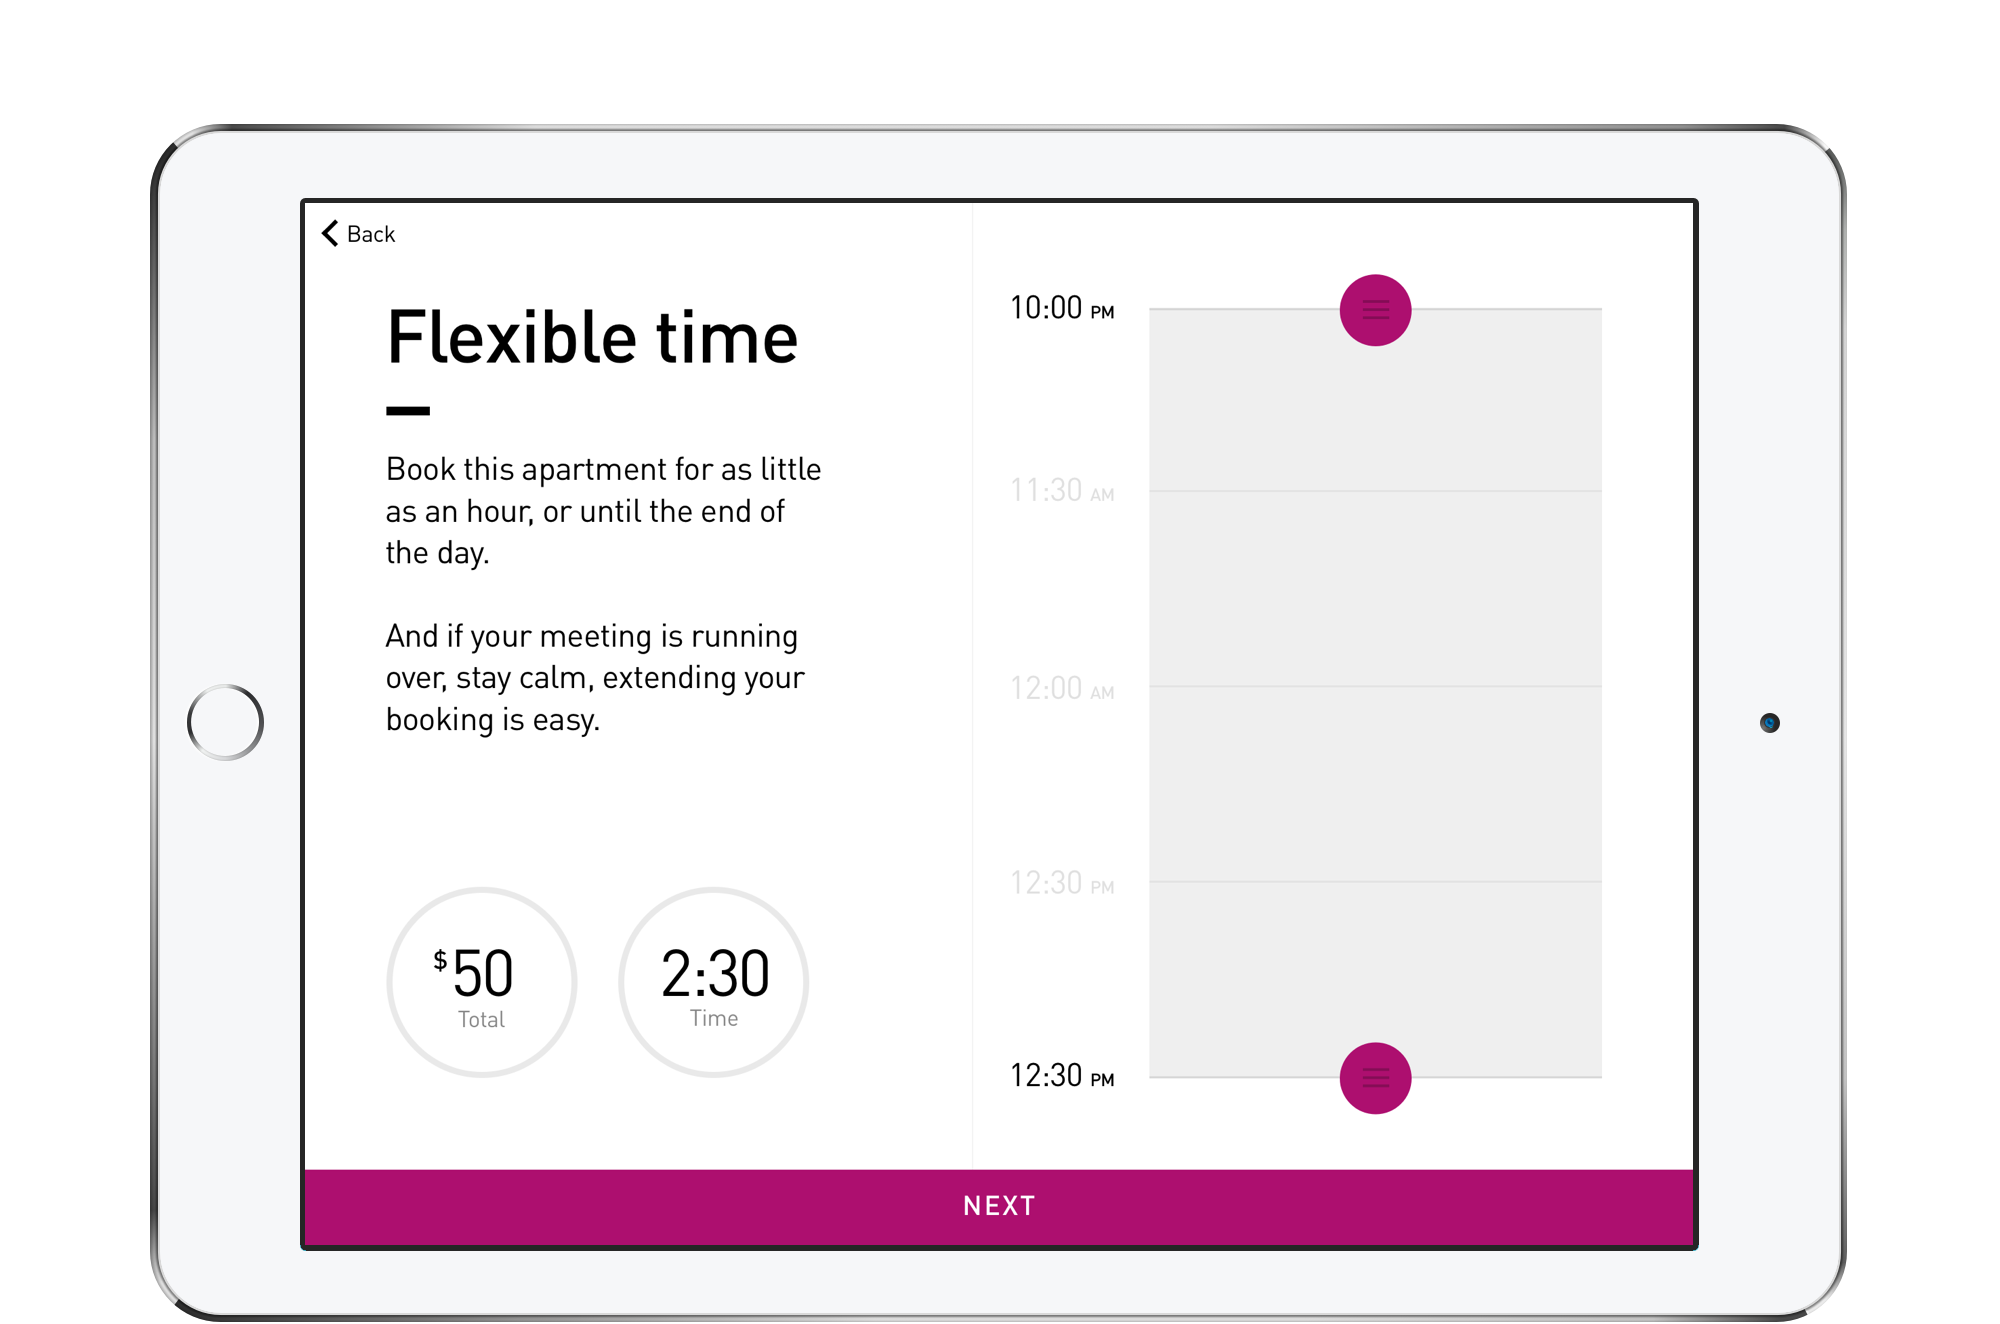 Back
Flexible time
Book this apartment for as little
as an hour, or until the end of
the day.
And if your meeting is running
over, stay calm, extending your
booking is easy.
$50
Total
2:30
Time
10:00 PM
11:30 AM
12:00 AM
12:30 PM
12:30 PM
NEXT